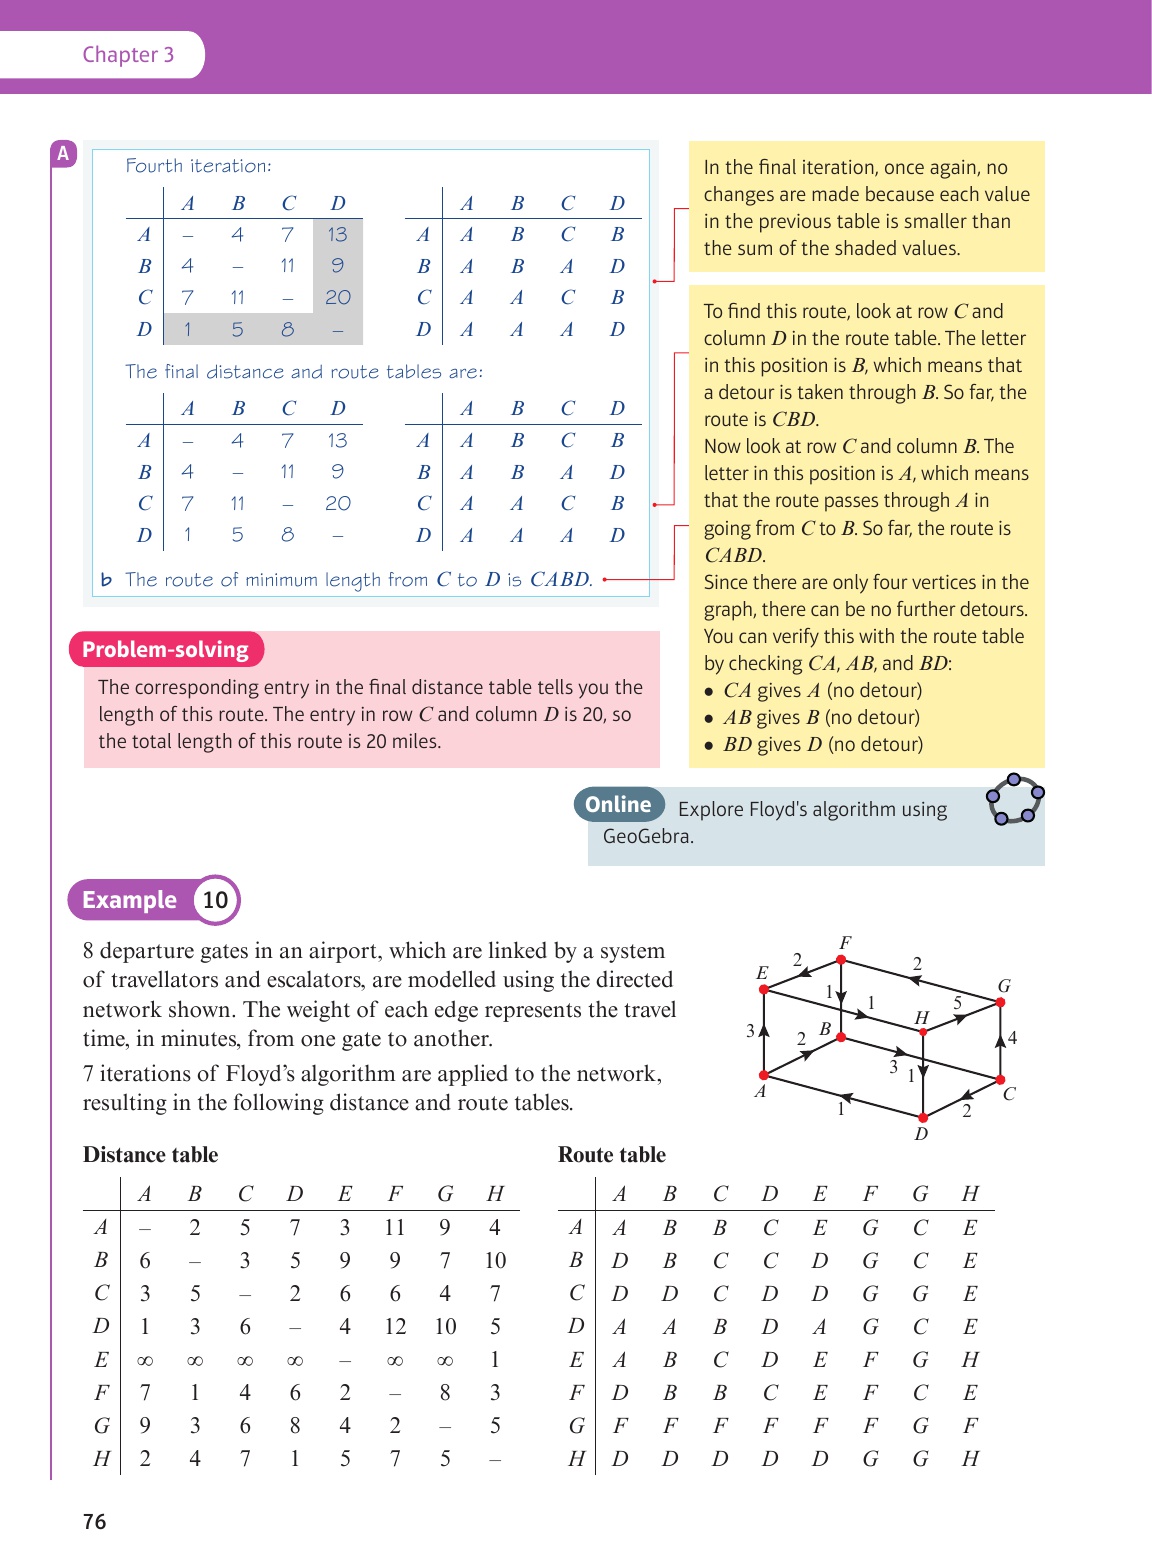 Chapter 3
A
Fourth iteration:
A B C D
A – 4 7 13
B 4 – 11 9
C 7 11 – 20
D 1 5 8 –
A B C D
A A B C B
B A B A D
C A A C B
D A A A D
The final distance and route tables are:
A B C D
A – 4 7 13
B 4 – 11 9
C 7 11 – 20
D 1 5 8 –
A B C D
A A B C B
B A B A D
C A A C B
D A A A D
b The route of minimum length from C to D is CABD.
In the final iteration, once again, no
changes are made because each value
in the previous table is smaller than
the sum of the shaded values.
To find this route, look at row C and
column D in the route table. The letter
in this position is B, which means that
a detour is taken through B. So far, the
route is CBD.
Now look at row C and column B. The
letter in this position is A, which means
that the route passes through A in
going from C to B. So far, the route is
CABD.
Since there are only four vertices in the
graph, there can be no further detours.
You can verify this with the route table
by checking CA, AB, and BD:
• CA gives A (no detour)
• AB gives B (no detour)
• BD gives D (no detour)
Problem-solving
The corresponding entry in the final distance table tells you the
length of this route. The entry in row C and column D is 20, so
the total length of this route is 20 miles.
Online Explore Floyd's algorithm using
GeoGebra.
Example 10
8 departure gates in an airport, which are linked by a system
of travellators and escalators, are modelled using the directed
network shown. The weight of each edge represents the travel
time, in minutes, from one gate to another.
7 iterations of Floyd’s algorithm are applied to the network,
resulting in the following distance and route tables.
F
2 2
E
G
1 1 5
H
3 2 B 4
3 1
A C
1 2
D
Distance table
A B C D E F G H
A – 2 5 7 3 11 9 4
B 6 – 3 5 9 9 7 10
C 3 5 – 2 6 6 4 7
D 1 3 6 – 4 12 10 5
E ∞ ∞ ∞ ∞ – ∞ ∞ 1
F 7 1 4 6 2 – 8 3
G 9 3 6 8 4 2 – 5
H 2 4 7 1 5 7 5 –
Route table
A B C D E F G H
A A B B C E G C E
B D B C C D G C E
C D D C D D G G E
D A A B D A G C E
E A B C D E F G H
F D B B C E F C E
G F F F F F F G F
H D D D D D G G H
76